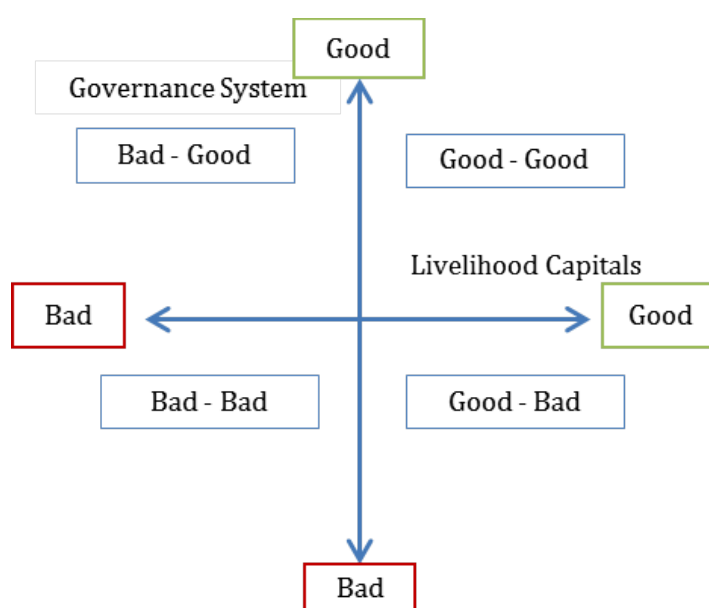 Good
Governance System
Bad - Good
Good - Good
Livelihood Capitals
Bad
Good
Bad - Bad
Good - Bad
Bad